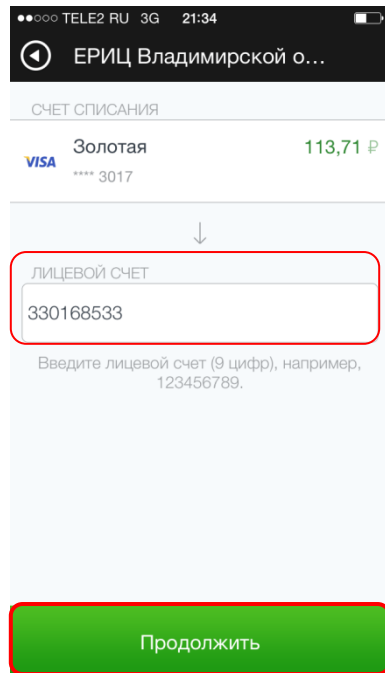 TELE2 RU 3G 21:34
ЕРИЦ Владимирской о...
СЧЕТ СПИСАНИЯ
VISA Золотая 113,71 ₽
**** 3017
ЛИЦЕВОЙ СЧЕТ
330168533
Введите лицевой счет (9 цифр), например,
123456789.
Продолжить